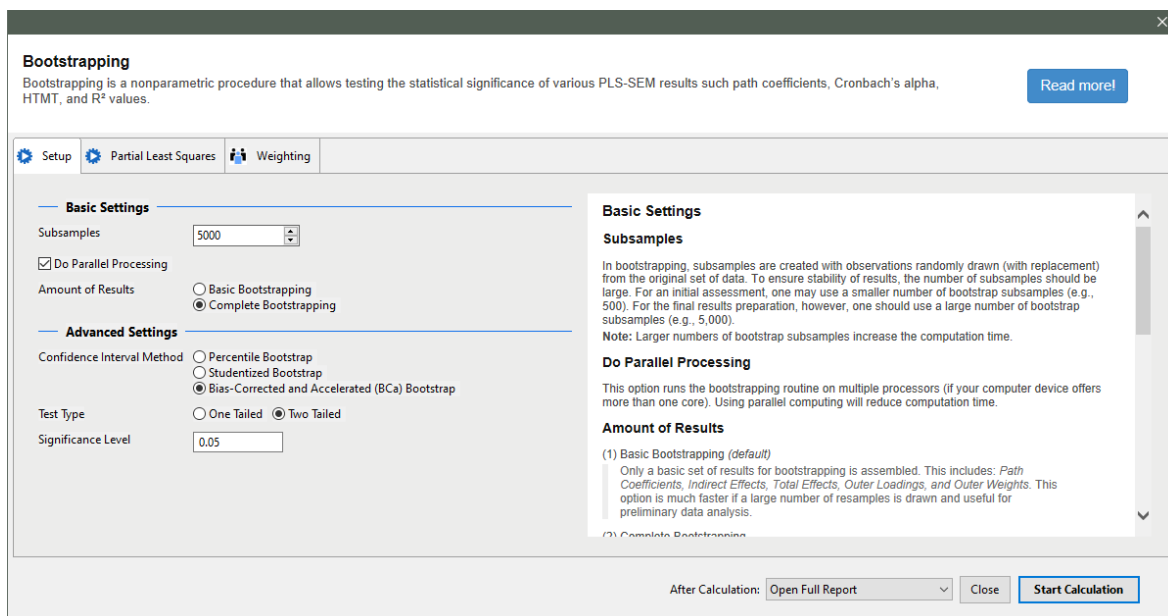 Bootstrapping
Bootstrapping is a nonparametric procedure that allows testing the statistical significance of various PLS-SEM results such path coefficients, Cronbach's alpha,
HTMT, and R² values.
Read more!
Setup
Partial Least Squares
Weighting
Basic Settings
Subsamples
5000
Do Parallel Processing
Amount of Results
Basic Bootstrapping
Complete Bootstrapping
Advanced Settings
Confidence Interval Method
Percentile Bootstrap
Studentized Bootstrap
Bias-Corrected and Accelerated (BCa) Bootstrap
Test Type
One Tailed
Two Tailed
Significance Level
0.05
Basic Settings
Subsamples
In bootstrapping, subsamples are created with observations randomly drawn (with replacement)
from the original set of data. To ensure stability of results, the number of subsamples should be
large. For an initial assessment, one may use a smaller number of bootstrap subsamples (e.g.,
500). For the final results preparation, however, one should use a large number of bootstrap
subsamples (e.g., 5,000).
Note: Larger numbers of bootstrap subsamples increase the computation time.
Do Parallel Processing
This option runs the bootstrapping routine on multiple processors (if your computer device offers
more than one core). Using parallel computing will reduce computation time.
Amount of Results
(1) Basic Bootstrapping (default)
Only a basic set of results for bootstrapping is assembled. This includes: Path
Coefficients, Indirect Effects, Total Effects, Outer Loadings, and Outer Weights. This
option is much faster if a large number of resamples is drawn and useful for
preliminary data analysis.
(2) Complete Bootstrapping
After Calculation:
Open Full Report
Close
Start Calculation